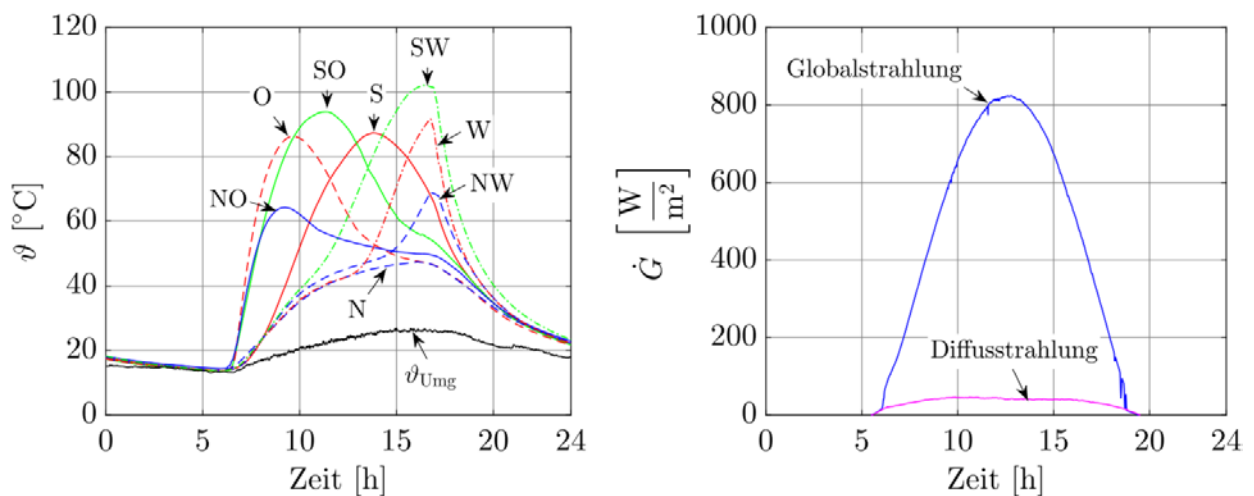 120
100
80
60
40
20
0
ϑ [°C]
O
SO
S
SW
W
NW
NO
N
ϑUmg
0 5 10 15 20 24
Zeit [h]
1000
800
600
400
200
0
Ġ [W/m²]
Globalstrahlung
Diffusstrahlung
0 5 10 15 20 24
Zeit [h]